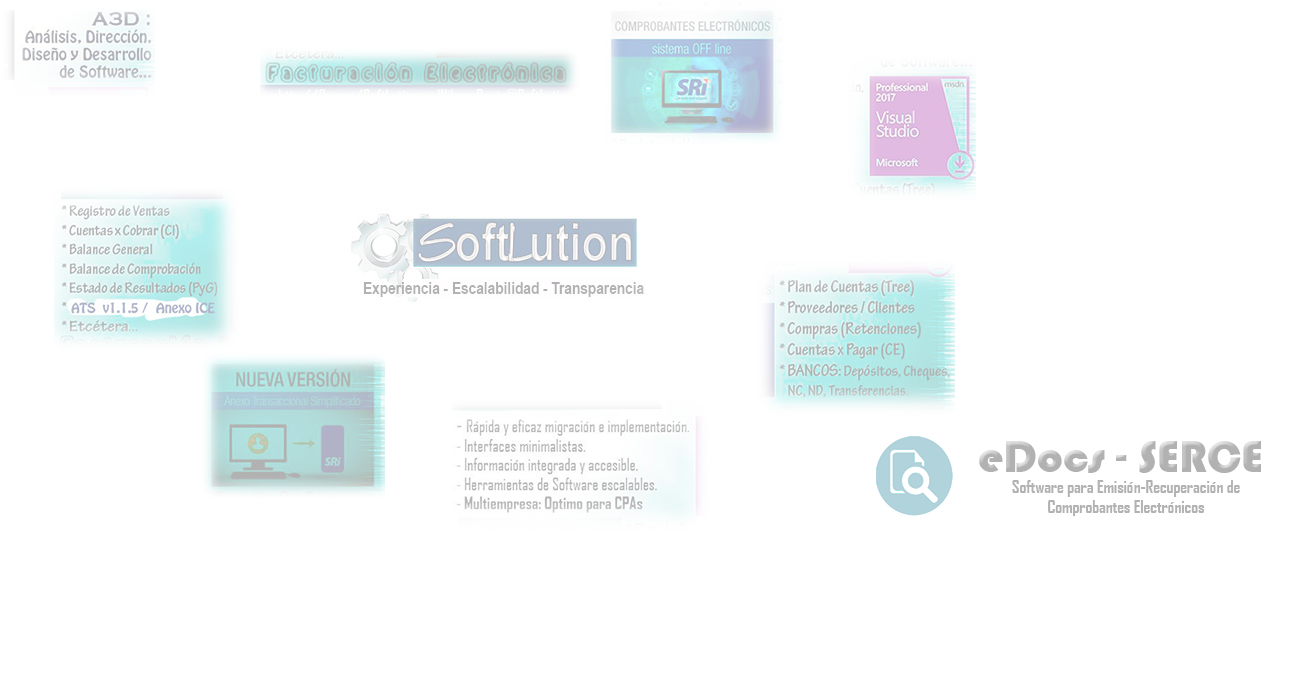 A3D :
Análisis, Dirección,
Diseño y Desarrollo
de Software...
Etcétera...
Facturación Electrónica
COMPROBANTES ELECTRÓNICOS
sistema OFF line
SRi
de Software...
Professional
2017
msdn
Visual
Studio
Microsoft
Cuentas (Tree)
* Registro de Ventas
* Cuentas x Cobrar (CI)
* Balance General
* Balance de Comprobación
* Estado de Resultados (PyG)
* ATS v1.1.5 / Anexo ICE
* Etcétera...
SoftLution
Experiencia - Escalabilidad - Transparencia
* Plan de Cuentas (Tree)
* Proveedores / Clientes
* Compras (Retenciones)
* Cuentas x Pagar (CE)
* BANCOS: Depósitos, Cheques,
NC, ND, Transferencias.
NUEVA VERSIÓN
Anexo Transaccional Simplificado
SRi
- Rápida y eficaz migración e implementación.
- Interfaces minimalistas.
- Información integrada y accesible.
- Herramientas de Software escalables.
- Multiempresa: Optimo para CPAs
eDocs - SERCE
Software para Emisión-Recuperación de
Comprobantes Electrónicos